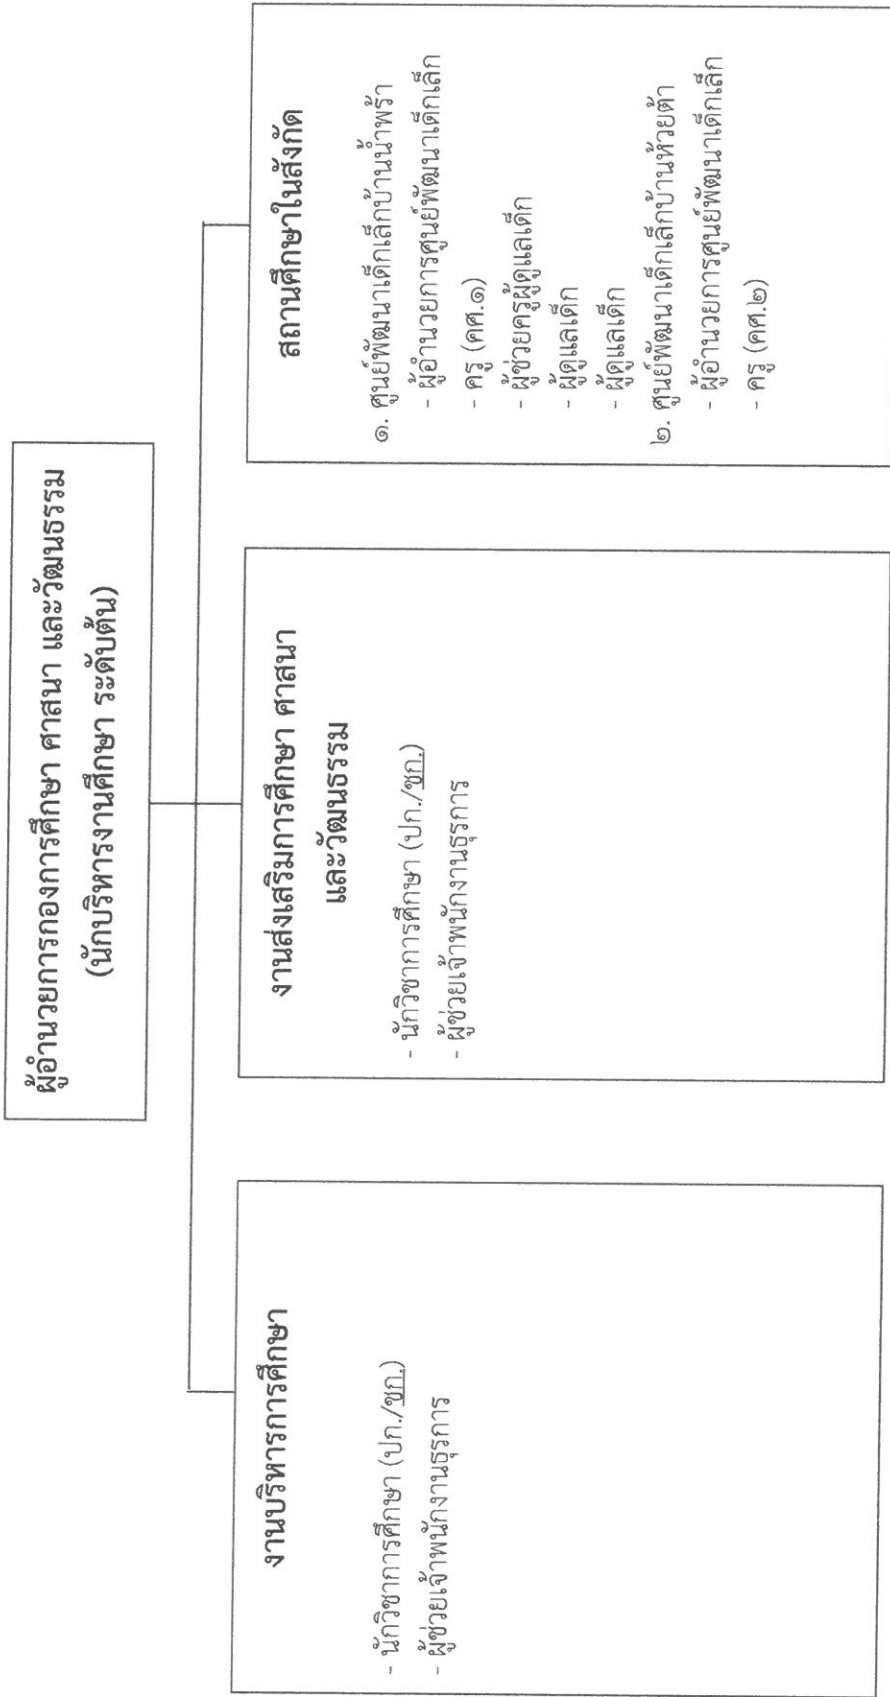 ผู้อำนวยการกองการศึกษา ศาสนา และวัฒนธรรม
(นักบริหารงานศึกษา ระดับต้น)
งานบริหารการศึกษา
- นักวิชาการศึกษา (ปก./ชก.)
- ผู้ช่วยเจ้าพนักงานธุรการ
งานส่งเสริมการศึกษา ศาสนา
และวัฒนธรรม
- นักวิชาการศึกษา (ปก./ชก.)
- ผู้ช่วยเจ้าพนักงานธุรการ
สถานศึกษาในสังกัด
๑. ศูนย์พัฒนาเด็กเล็กบ้านน้ำพร้า
- ผู้อำนวยการศูนย์พัฒนาเด็กเล็ก
- ครู (คศ.๑)
- ผู้ช่วยครูผู้ดูแลเด็ก
- ผู้ดูแลเด็ก
- ผู้ดูแลเด็ก
๒. ศูนย์พัฒนาเด็กเล็กบ้านห้วยต้า
- ผู้อำนวยการศูนย์พัฒนาเด็กเล็ก
- ครู (คศ.๒)